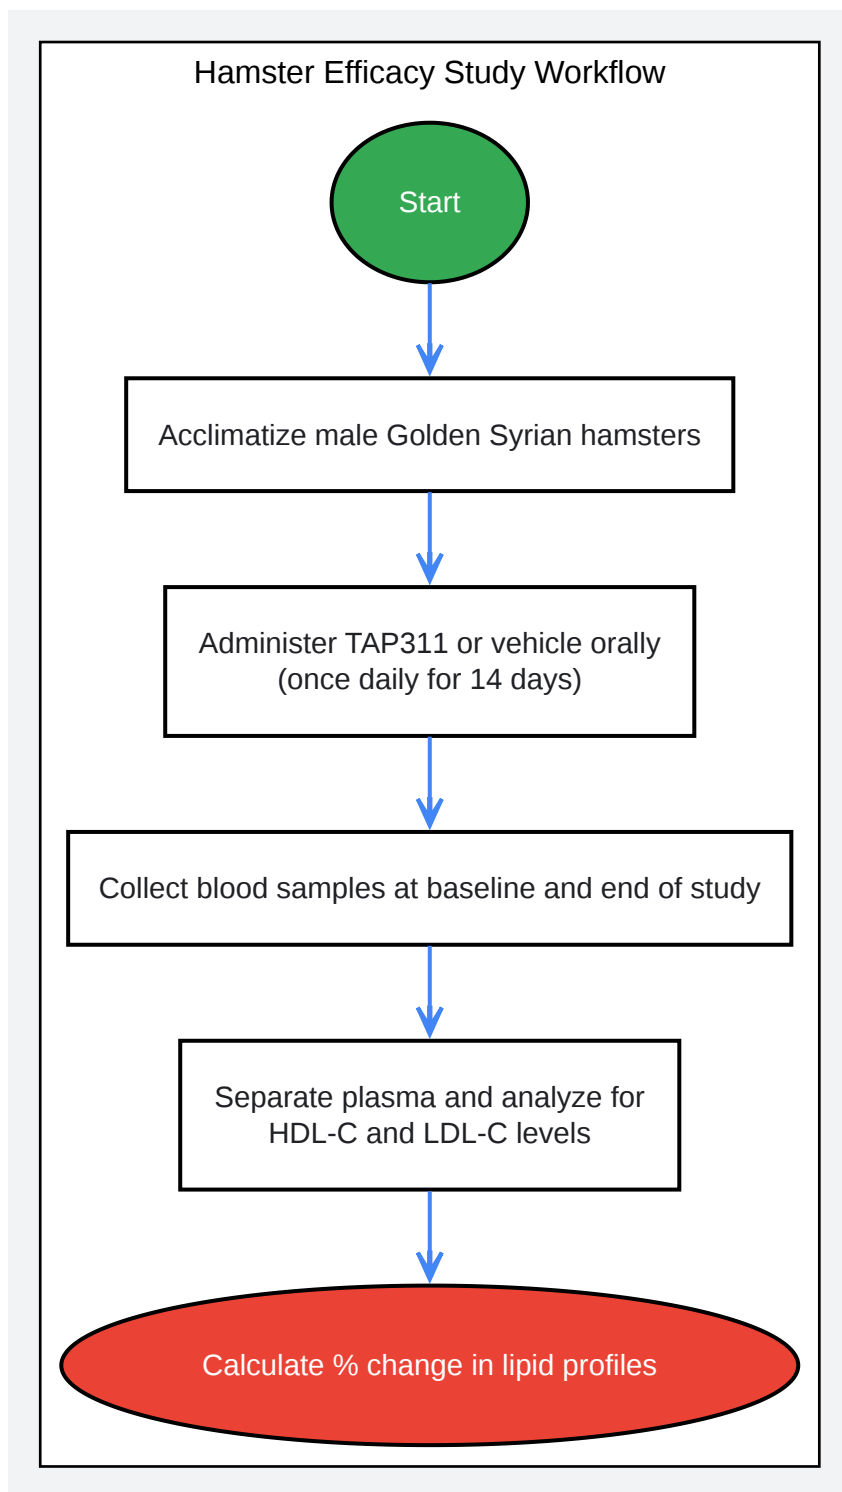 Hamster Efficacy Study Workflow
Start
Acclimatize male Golden Syrian hamsters
Administer TAP311 or vehicle orally
(once daily for 14 days)
Collect blood samples at baseline and end of study
Separate plasma and analyze for
HDL-C and LDL-C levels
Calculate % change in lipid profiles